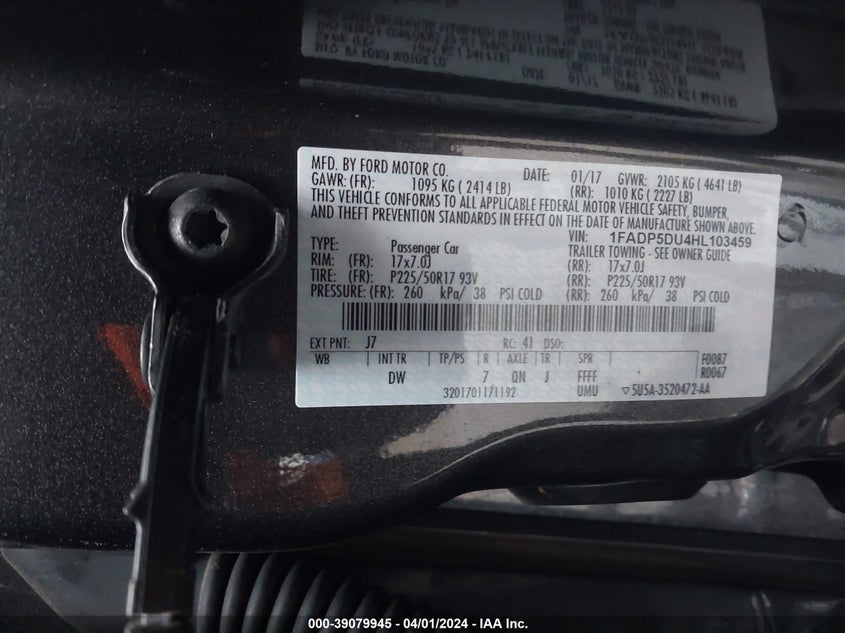 MFD. BY FORD MOTOR CO. DATE: 01/17 GVWR: 2105 KG ( 4641 LB)
GAWR: (FR): 1095 KG ( 2414 LB) (RR): 1010 KG ( 2227 LB)
THIS VEHICLE CONFORMS TO ALL APPLICABLE FEDERAL MOTOR VEHICLE SAFETY, BUMPER,
AND THEFT PREVENTION STANDARDS IN EFFECT ON THE DATE OF MANUFACTURE SHOWN ABOVE.
VIN: 1FADP5DU4HL103459
TYPE: Passenger Car TRAILER TOWING - SEE OWNER GUIDE
RIM: (FR): 17x7.0J (RR): 17x7.0J
TIRE: (FR): P225/50R17 93V (RR): P225/50R17 93V
PRESSURE: (FR): 260 kPa/ 38 PSI COLD (RR): 260 kPa/ 38 PSI COLD
EXT PNT: J7 RC: 41 DSO:
WB INT TR TP/PS R AXLE TR SPR F0087
DW 7 QN J FFFF R0067
3201701171192 UMU ▽5U5A-3520472-AA
000-39079945 - 04/01/2024 - IAA Inc.